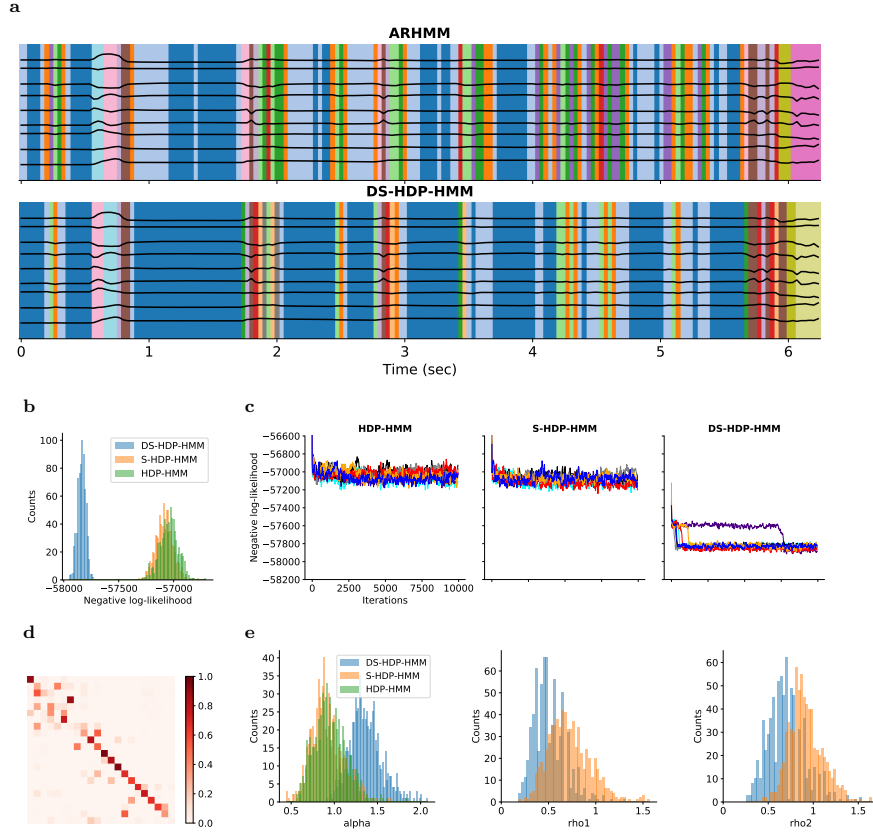 a
ARHMM
DS-HDP-HMM
0 1 2 3 4 5 6
Time (sec)
b
DS-HDP-HMM
S-HDP-HMM
HDP-HMM
100
80
60
40
20
0
Counts
−58000 −57500 −57000
Negative log-likelihood
c
HDP-HMM S-HDP-HMM DS-HDP-HMM
−56600
−56800
−57000
−57200
−57400
−57600
−57800
−58000
−58200
Negative log-likelihood
0 2500 5000 7500 10000
Iterations
d
1.0
0.8
0.6
0.4
0.2
0.0
e
DS-HDP-HMM
S-HDP-HMM
HDP-HMM
40
35
30
25
20
15
10
5
0
Counts
0.5 1.0 1.5 2.0
alpha
60
50
40
30
20
10
0
Counts
0.0 0.5 1.0 1.5
rho1
60
50
40
30
20
10
0
Counts
0.0 0.5 1.0 1.5
rho2